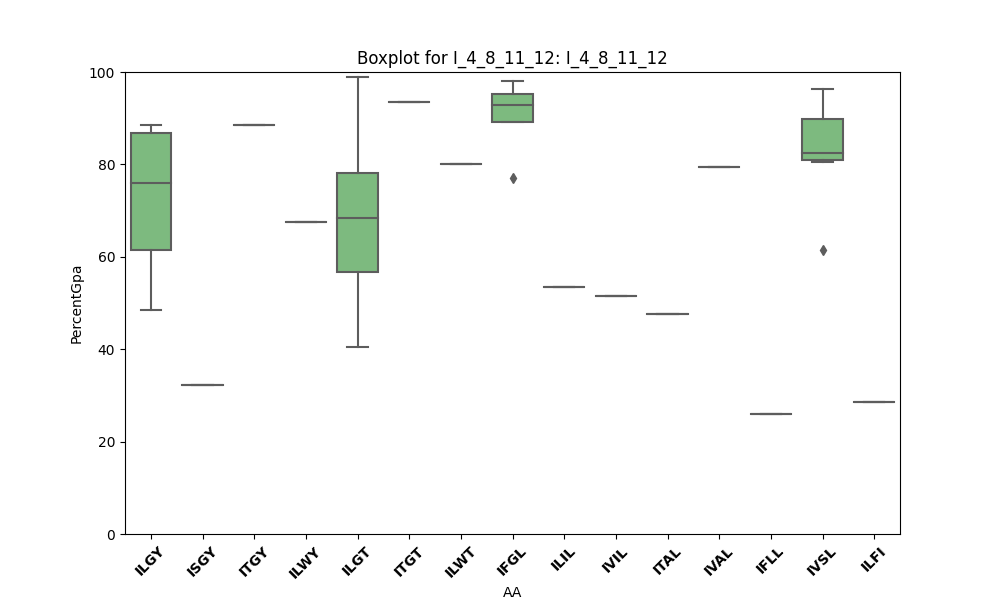 Boxplot for I_4_8_11_12: I_4_8_11_12
100
80
60
40
20
0
PercentGpa
ILGY
ISGY
ITGY
ILWY
ILGT
ITGT
ILWT
IFGL
ILIL
IVIL
ITAL
IVAL
IFLL
IVSL
ILFI
AA